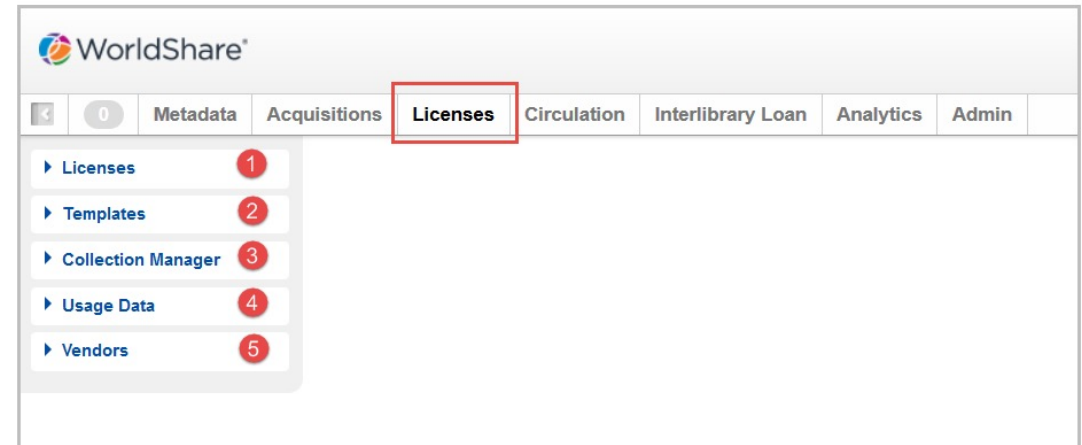 WorldShare®
0 Metadata Acquisitions Licenses Circulation Interlibrary Loan Analytics Admin
Licenses 1
Templates 2
Collection Manager 3
Usage Data 4
Vendors 5